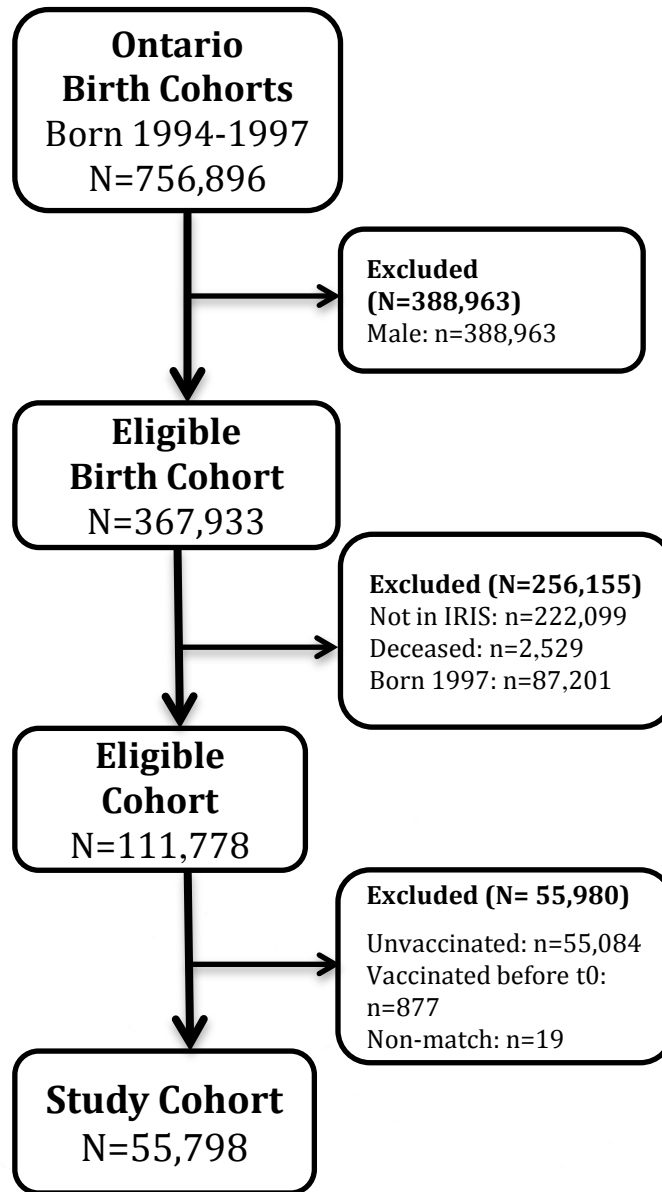 Ontario
Birth Cohorts
Born 1994-1997
N=756,896
Excluded
(N=388,963)
Male: n=388,963
Eligible
Birth Cohort
N=367,933
Excluded (N=256,155)
Not in IRIS: n=222,099
Deceased: n=2,529
Born 1997: n=87,201
Eligible
Cohort
N=111,778
Excluded (N= 55,980)
Unvaccinated: n=55,084
Vaccinated before t0:
n=877
Non-match: n=19
Study Cohort
N=55,798